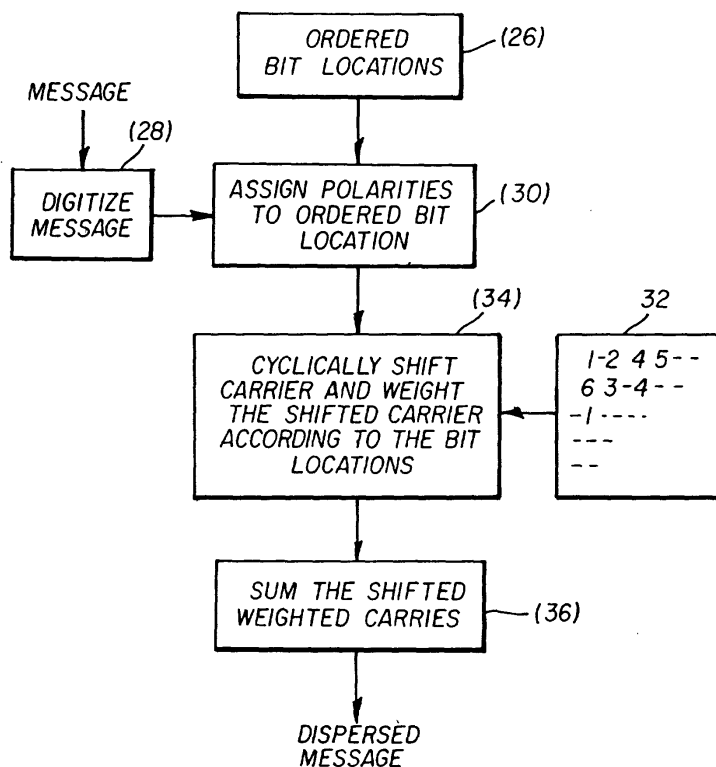 ORDERED
BIT LOCATIONS
(26)
MESSAGE
(28)
DIGITIZE
MESSAGE
ASSIGN POLARITIES
TO ORDERED BIT
LOCATION
(30)
(34)
CYCLICALLY SHIFT
CARRIER AND WEIGHT
THE SHIFTED CARRIER
ACCORDING TO THE BIT
LOCATIONS
32
1-2 4 5--
6 3-4--
-1----
---
--
SUM THE SHIFTED
WEIGHTED CARRIES
(36)
DISPERSED
MESSAGE